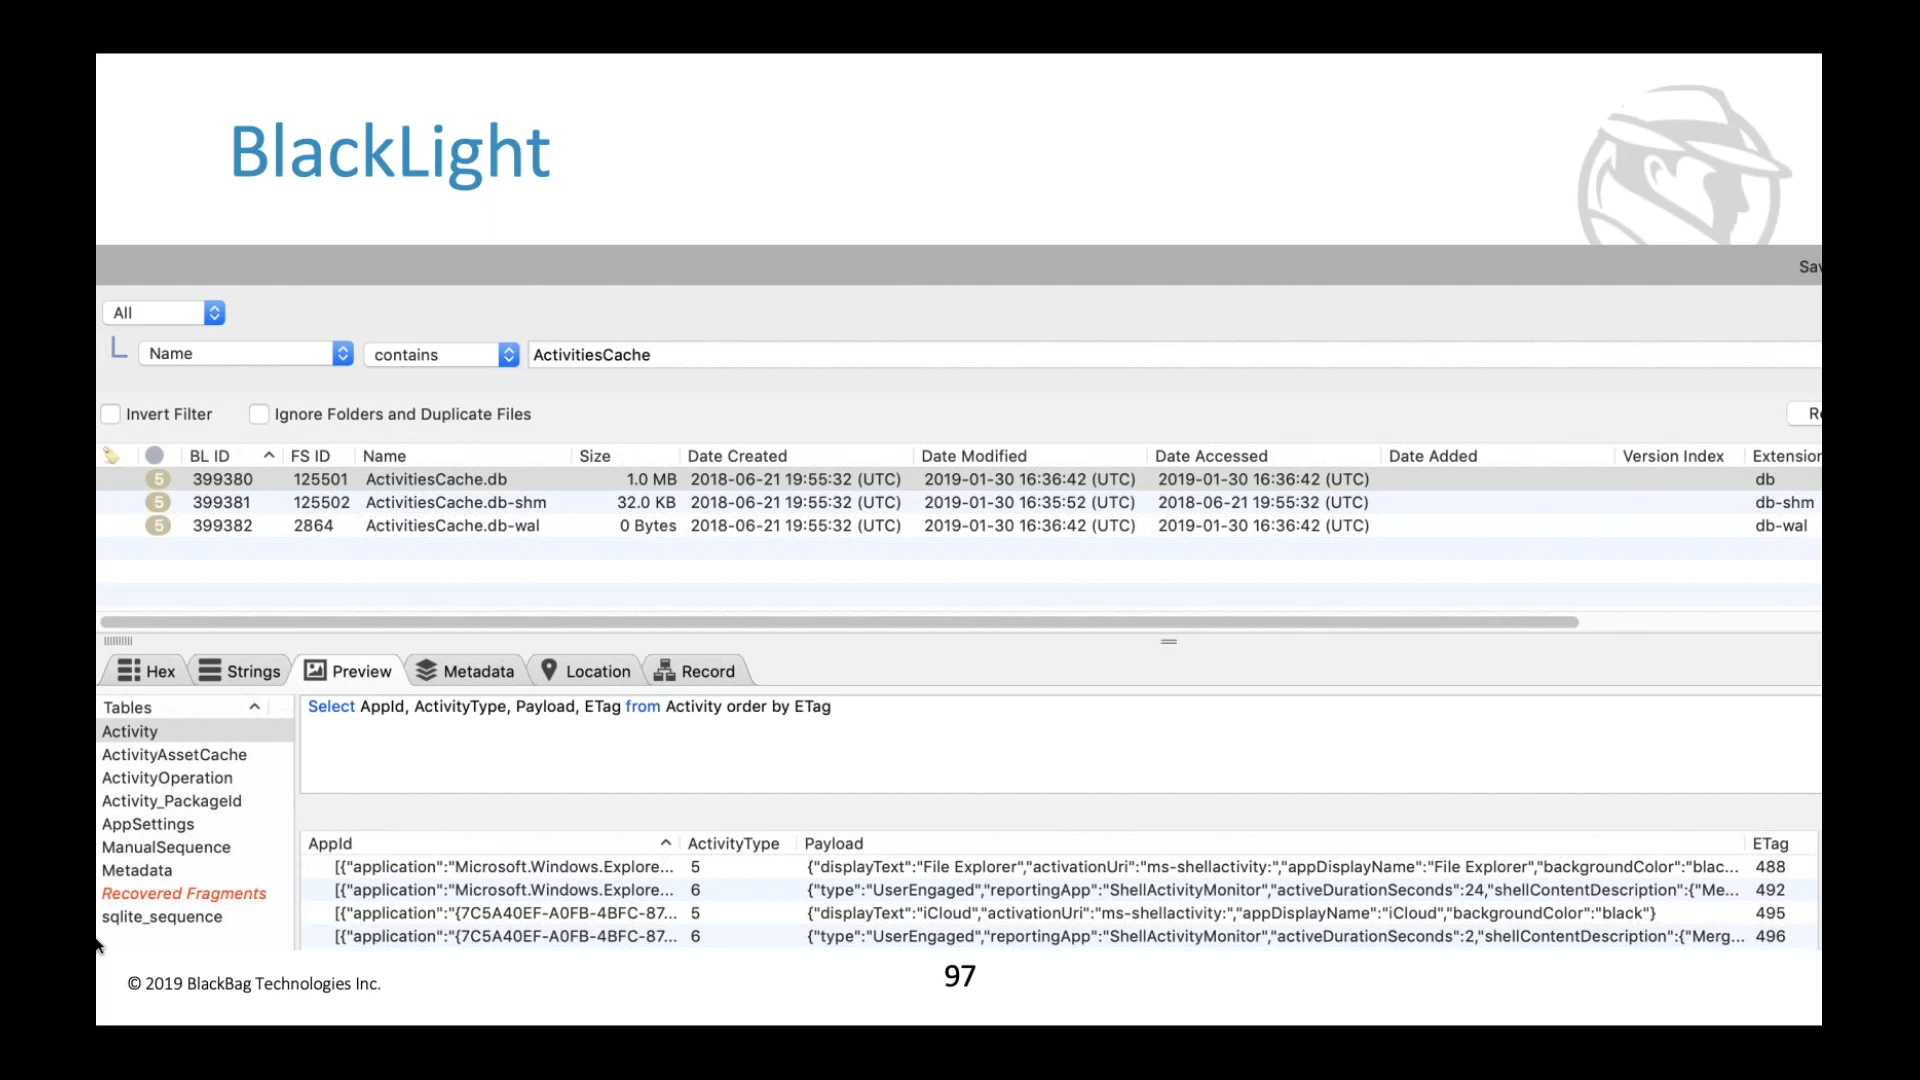 BlackLight
Sav
All
Name contains ActivitiesCache
Invert Filter Ignore Folders and Duplicate Files Re
BL ID FS ID Name Size Date Created Date Modified Date Accessed Date Added Version Index Extension
5 399380 125501 ActivitiesCache.db 1.0 MB 2018-06-21 19:55:32 (UTC) 2019-01-30 16:36:42 (UTC) 2019-01-30 16:36:42 (UTC) db
5 399381 125502 ActivitiesCache.db-shm 32.0 KB 2018-06-21 19:55:32 (UTC) 2019-01-30 16:35:52 (UTC) 2018-06-21 19:55:32 (UTC) db-shm
5 399382 2864 ActivitiesCache.db-wal 0 Bytes 2018-06-21 19:55:32 (UTC) 2019-01-30 16:36:42 (UTC) 2019-01-30 16:36:42 (UTC) db-wal
Hex Strings Preview Metadata Location Record
Tables
Activity
ActivityAssetCache
ActivityOperation
Activity_PackageId
AppSettings
ManualSequence
Metadata
Recovered Fragments
sqlite_sequence
Select AppId, ActivityType, Payload, ETag from Activity order by ETag
AppId ActivityType Payload ETag
[{"application":"Microsoft.Windows.Explore... 5 {"displayText":"File Explorer","activationUri":"ms-shellactivity:","appDisplayName":"File Explorer","backgroundColor":"blac... 488
[{"application":"Microsoft.Windows.Explore... 6 {"type":"UserEngaged","reportingApp":"ShellActivityMonitor","activeDurationSeconds":24,"shellContentDescription":{"Me... 492
[{"application":"{7C5A40EF-A0FB-4BFC-87... 5 {"displayText":"iCloud","activationUri":"ms-shellactivity:","appDisplayName":"iCloud","backgroundColor":"black"} 495
[{"application":"{7C5A40EF-A0FB-4BFC-87... 6 {"type":"UserEngaged","reportingApp":"ShellActivityMonitor","activeDurationSeconds":2,"shellContentDescription":{"Merg... 496
© 2019 BlackBag Technologies Inc.
97